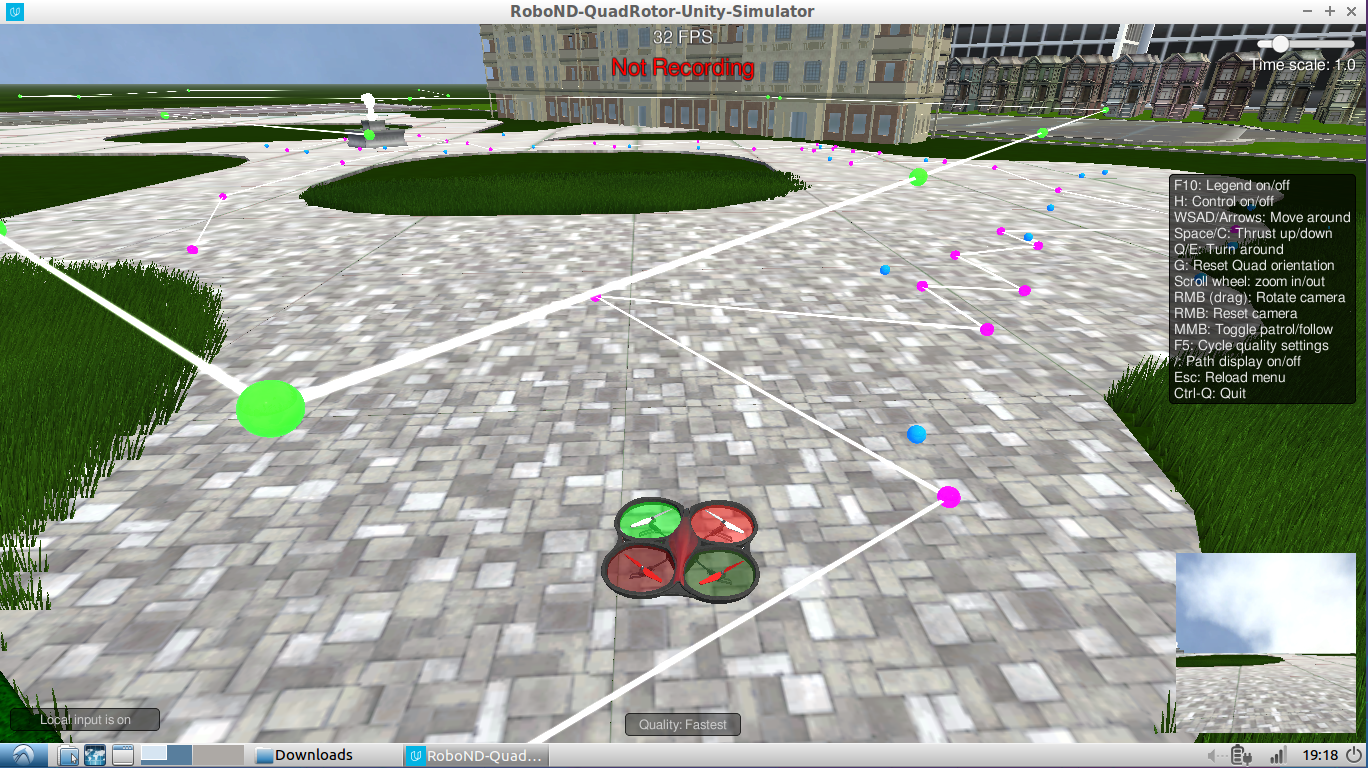 RoboND-QuadRotor-Unity-Simulator
32 FPS
Not Recording
Time scale: 1.0
F10: Legend on/off
H: Control on/off
WSAD/Arrows: Move around
Space/C: Thrust up/down
Q/E: Turn around
G: Reset Quad orientation
Scroll wheel: zoom in/out
RMB (drag): Rotate camera
RMB: Reset camera
MMB: Toggle patrol/follow
F5: Cycle quality settings
/: Path display on/off
Esc: Reload menu
Ctrl-Q: Quit
Local input is on
Quality: Fastest
Downloads
RoboND-Quad...
19:18